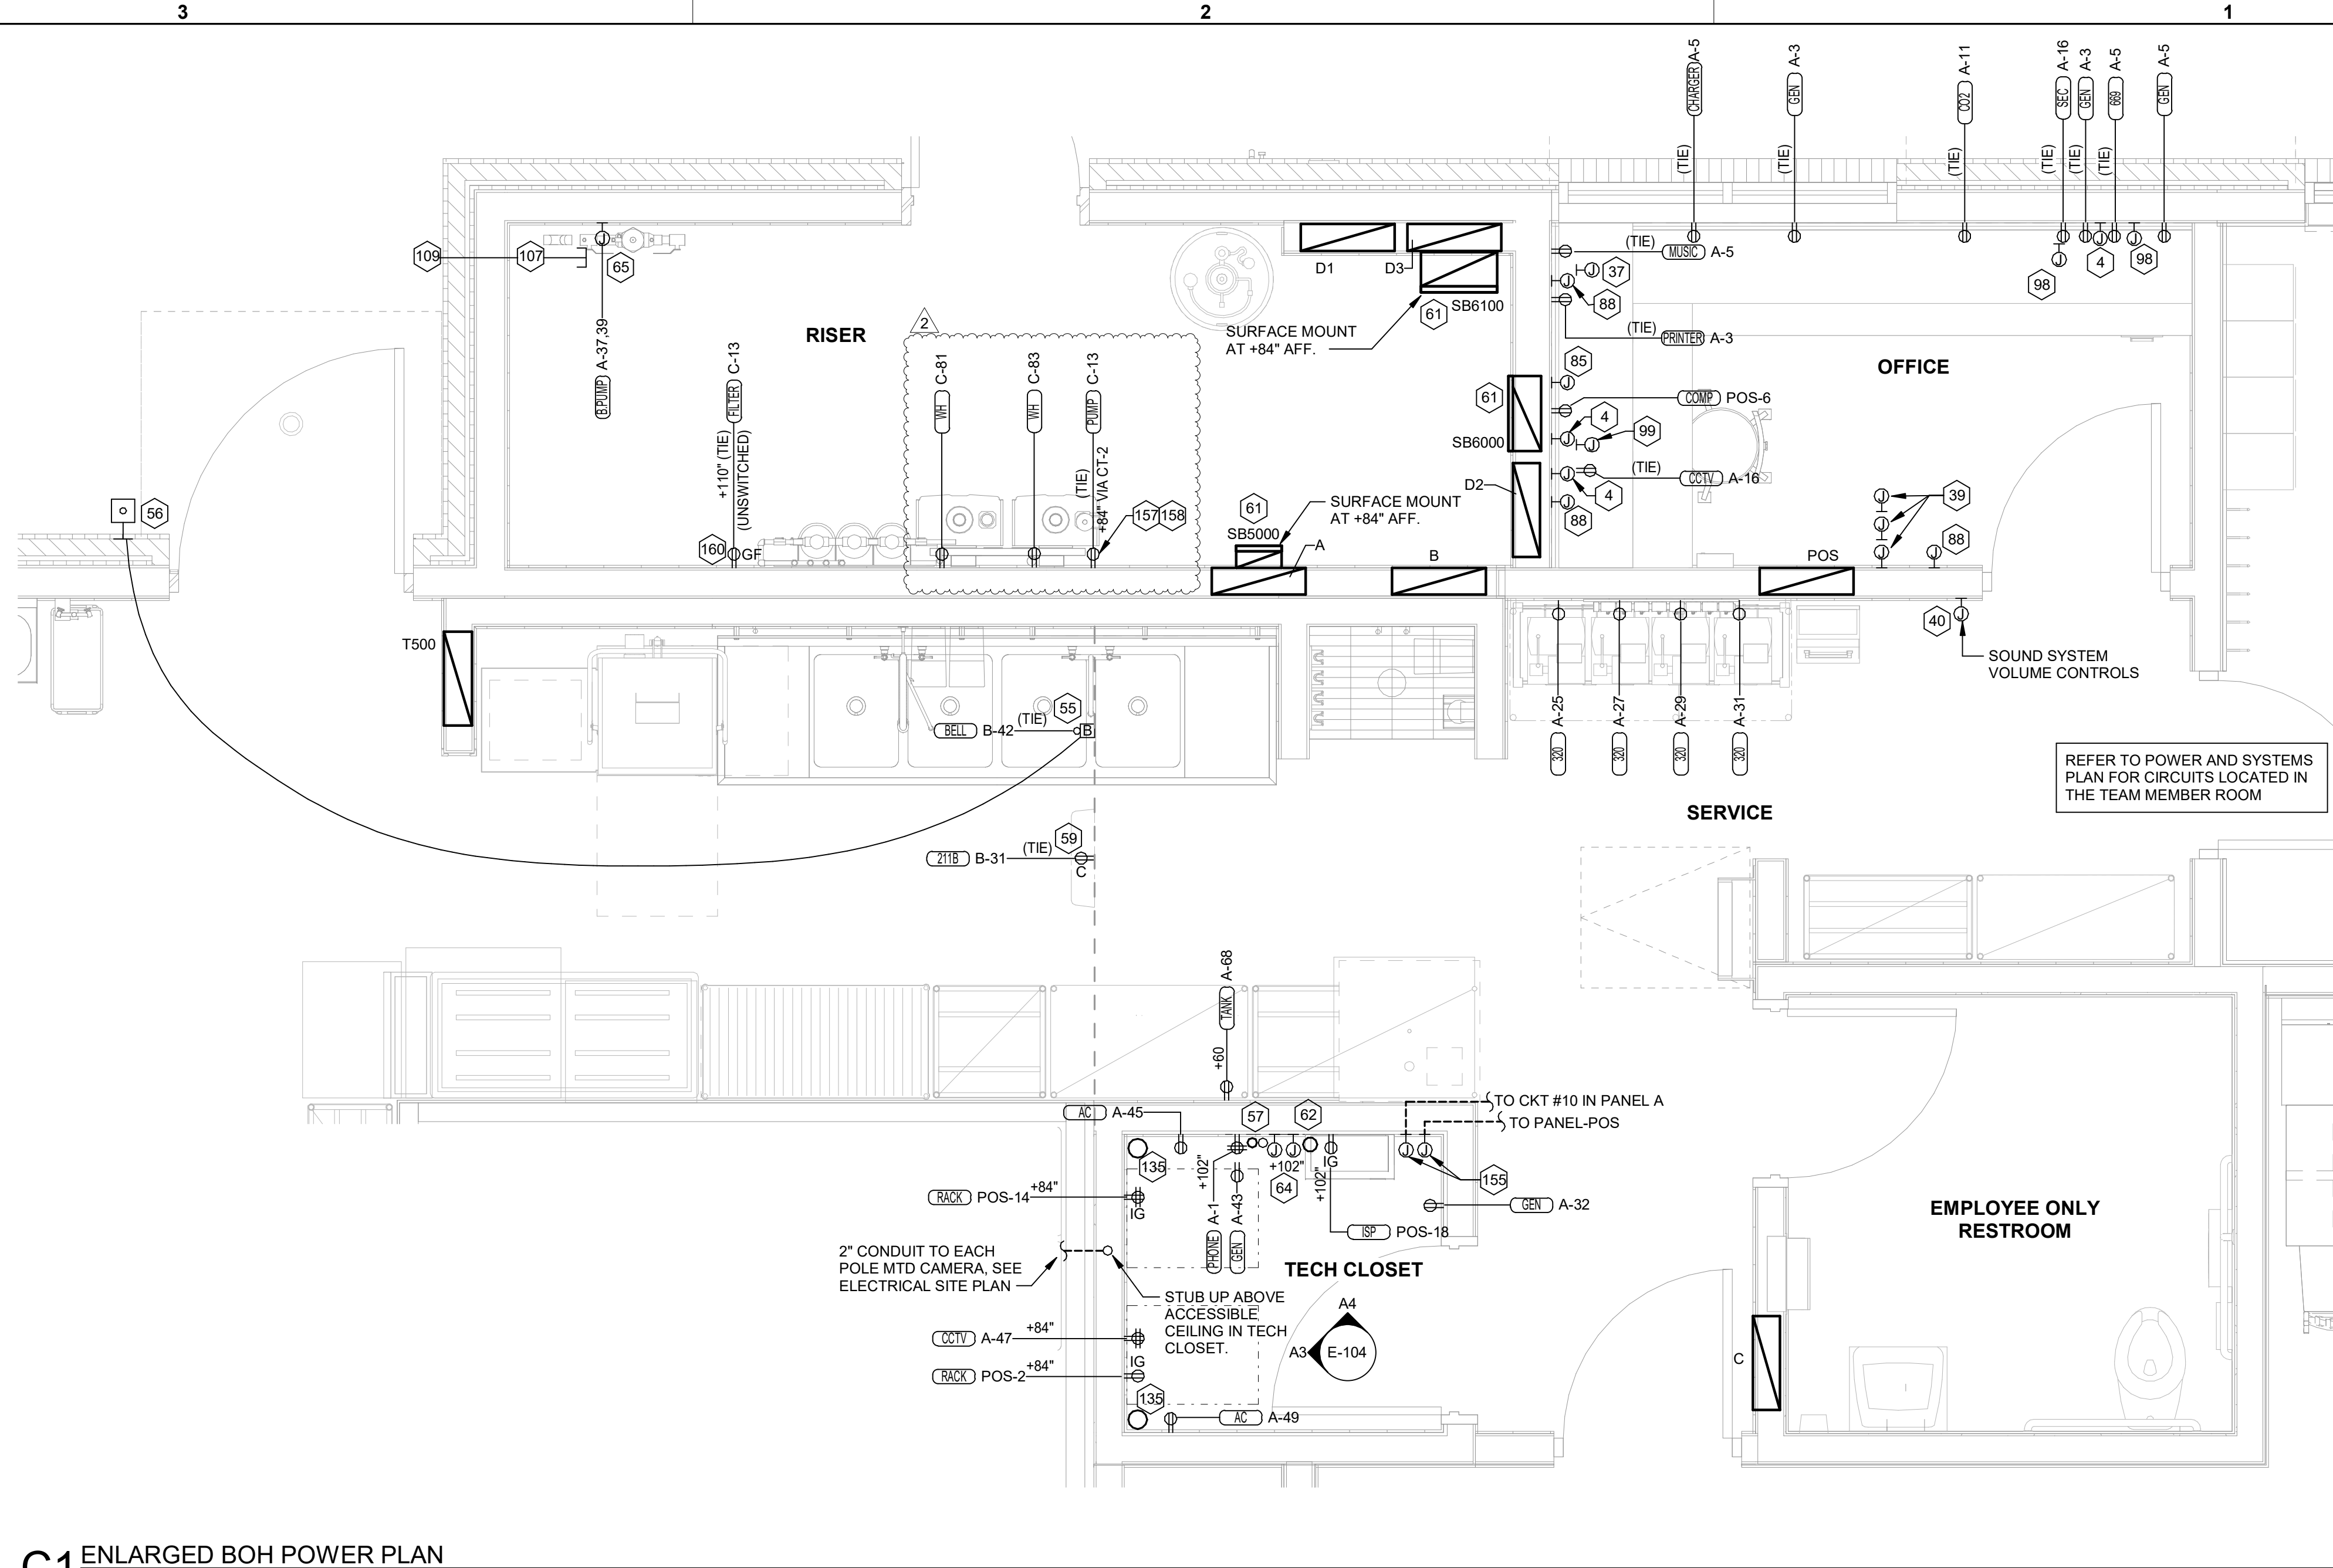 3
2
1
CHARGER A-5
(TIE)
GEN A-3
(TIE)
CO2 A-11
(TIE)
SEC A-16
(TIE)
GEN A-3
(TIE)
669 A-5
(TIE)
GEN A-5
109
107
65
B.PUMP A-37,39
RISER
2
FILTER C-13
+110" (TIE)
(UNSWITCHED)
160
GF
WH C-81
WH C-83
PUMP C-13
(TIE)
+84" VIA CT-2
157
158
D1
D3
61
SB6100
SURFACE MOUNT
AT +84" AFF.
61
SB6000
D2
61
SB5000
SURFACE MOUNT
AT +84" AFF.
A
B
(TIE)
MUSIC A-5
J
37
88
(TIE)
PRINTER A-3
85
COMP POS-6
4
99
(TIE)
CCTV A-16
4
88
98
4
98
OFFICE
39
88
POS
40
SOUND SYSTEM
VOLUME CONTROLS
56
T500
55
BELL B-42
(TIE)
B
320 A-25
320 A-27
320 A-29
320 A-31
REFER TO POWER AND SYSTEMS
PLAN FOR CIRCUITS LOCATED IN
THE TEAM MEMBER ROOM
SERVICE
59
211B B-31
(TIE)
C
TANK A-68
+60
AC A-45
57
62
TO CKT #10 IN PANEL A
TO PANEL-POS
135
+102"
+102"
64
IG
+102"
155
RACK POS-14
+84"
IG
PHONE A-1
GEN A-43
GEN A-32
ISP POS-18
TECH CLOSET
2" CONDUIT TO EACH
POLE MTD CAMERA, SEE
ELECTRICAL SITE PLAN
STUB UP ABOVE
ACCESSIBLE
CEILING IN TECH
CLOSET.
A4
A3
E-104
CCTV A-47
+84"
IG
RACK POS-2
+84"
135
AC A-49
EMPLOYEE ONLY
RESTROOM
C
C1
ENLARGED BOH POWER PLAN